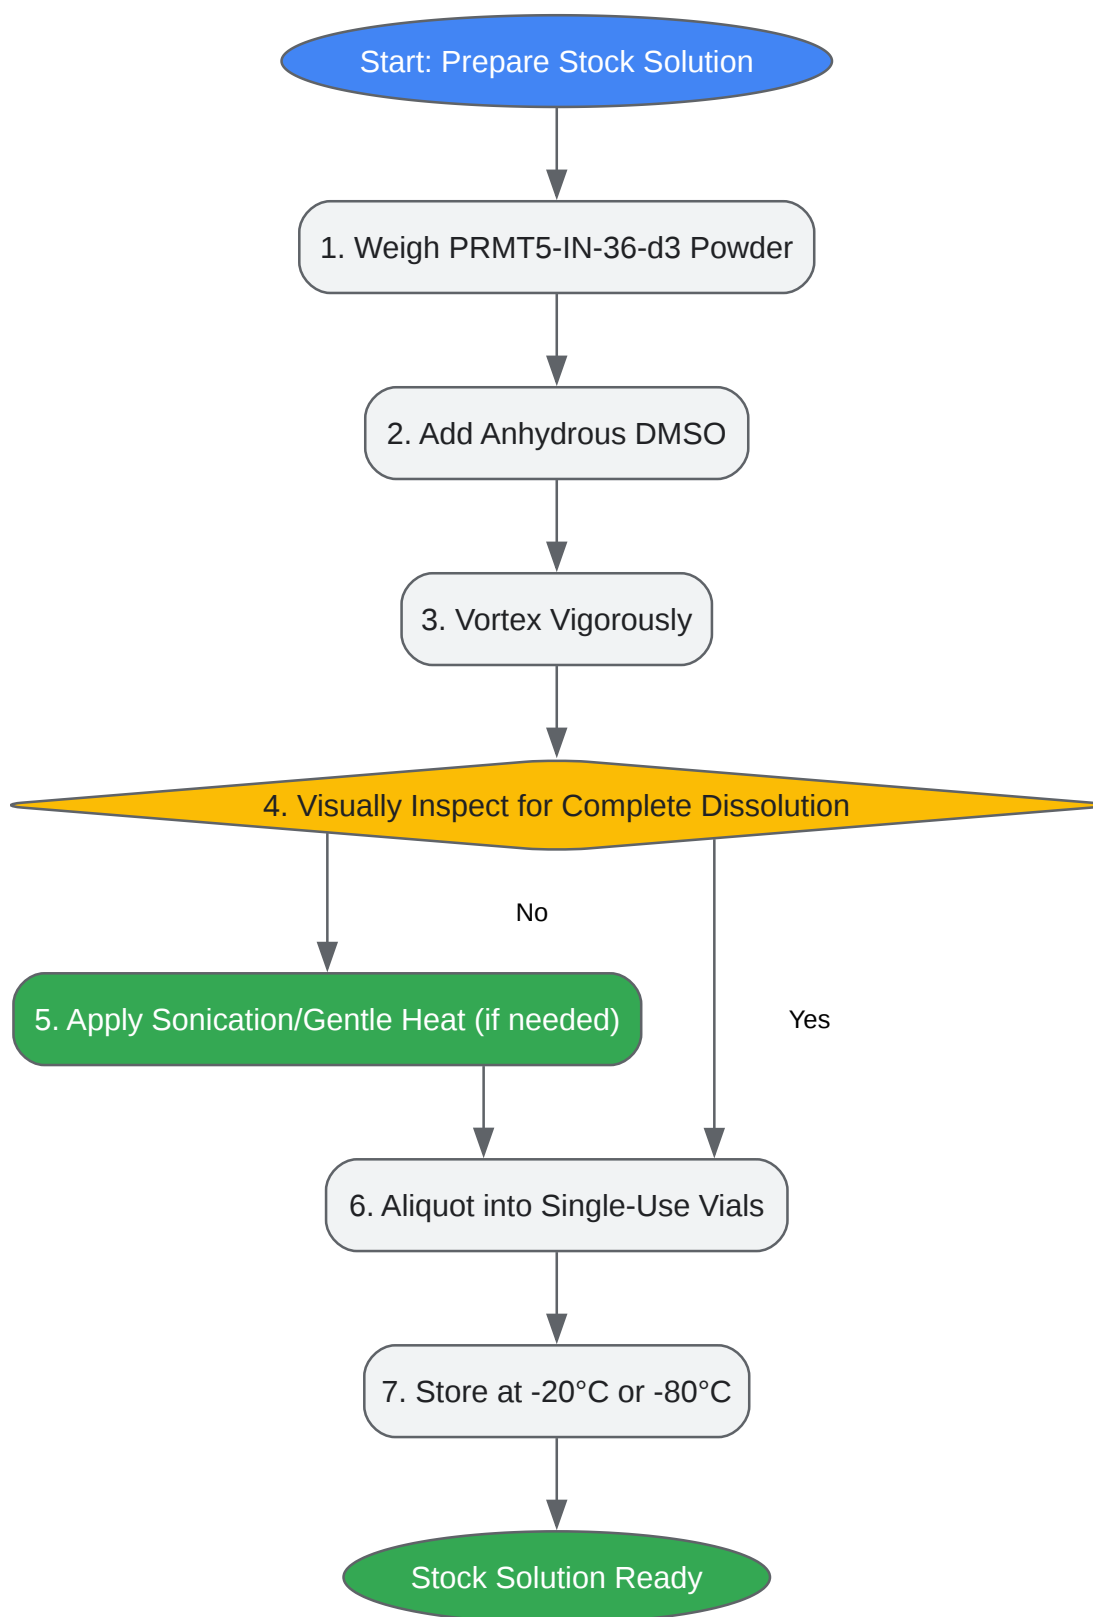 Start: Prepare Stock Solution
1. Weigh PRMT5-IN-36-d3 Powder
2. Add Anhydrous DMSO
3. Vortex Vigorously
4. Visually Inspect for Complete Dissolution
No
5. Apply Sonication/Gentle Heat (if needed)
Yes
6. Aliquot into Single-Use Vials
7. Store at -20°C or -80°C
Stock Solution Ready